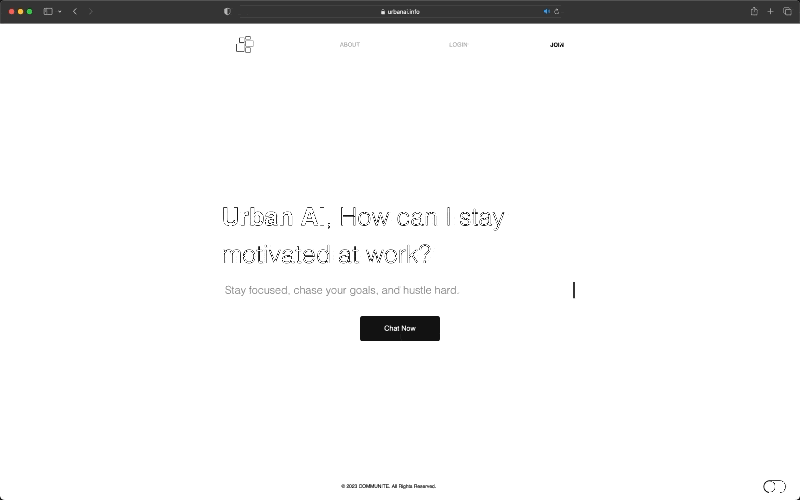 urbanai.info
ABOUT
LOGIN
JOIN
Urban AI, How can I stay
motivated at work?
Stay focused, chase your goals, and hustle hard.
Chat Now
© 2023 COMMUNITE. All Rights Reserved.